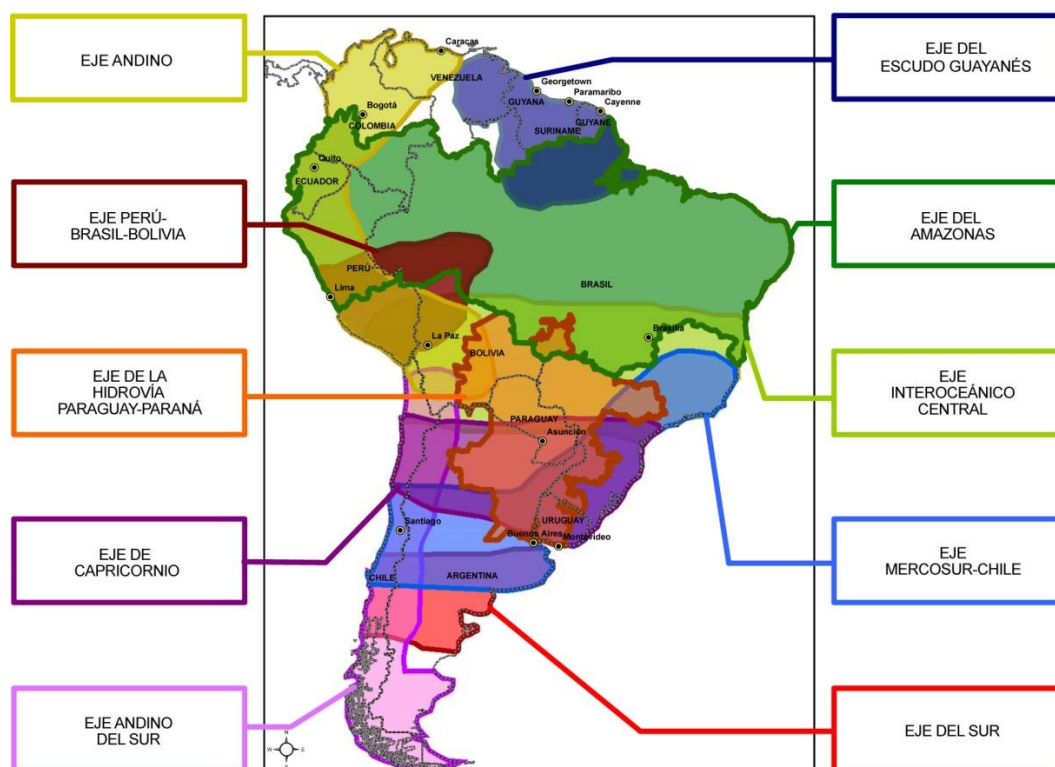 EJE ANDINO
EJE PERÚ-
BRASIL-BOLIVIA
EJE DE LA
HIDROVÍA
PARAGUAY-PARANÁ
EJE DE
CAPRICORNIO
EJE ANDINO
DEL SUR
Caracas
VENEZUELA
Georgetown
Paramaribo
GUYANA
Cayenne
Bogotá
COLOMBIA
SURINAME
GUYANE
Quito
ECUADOR
PERÚ
Lima
BRASIL
La Paz
Brasilia
BOLIVIA
PARAGUAY
Asunción
Santiago
URUGUAY
Buenos Aires
Montevideo
CHILE
ARGENTINA
N
W
E
EJE DEL
ESCUDO GUAYANÉS
EJE DEL
AMAZONAS
EJE
INTEROCEÁNICO
CENTRAL
EJE
MERCOSUR-CHILE
EJE DEL SUR